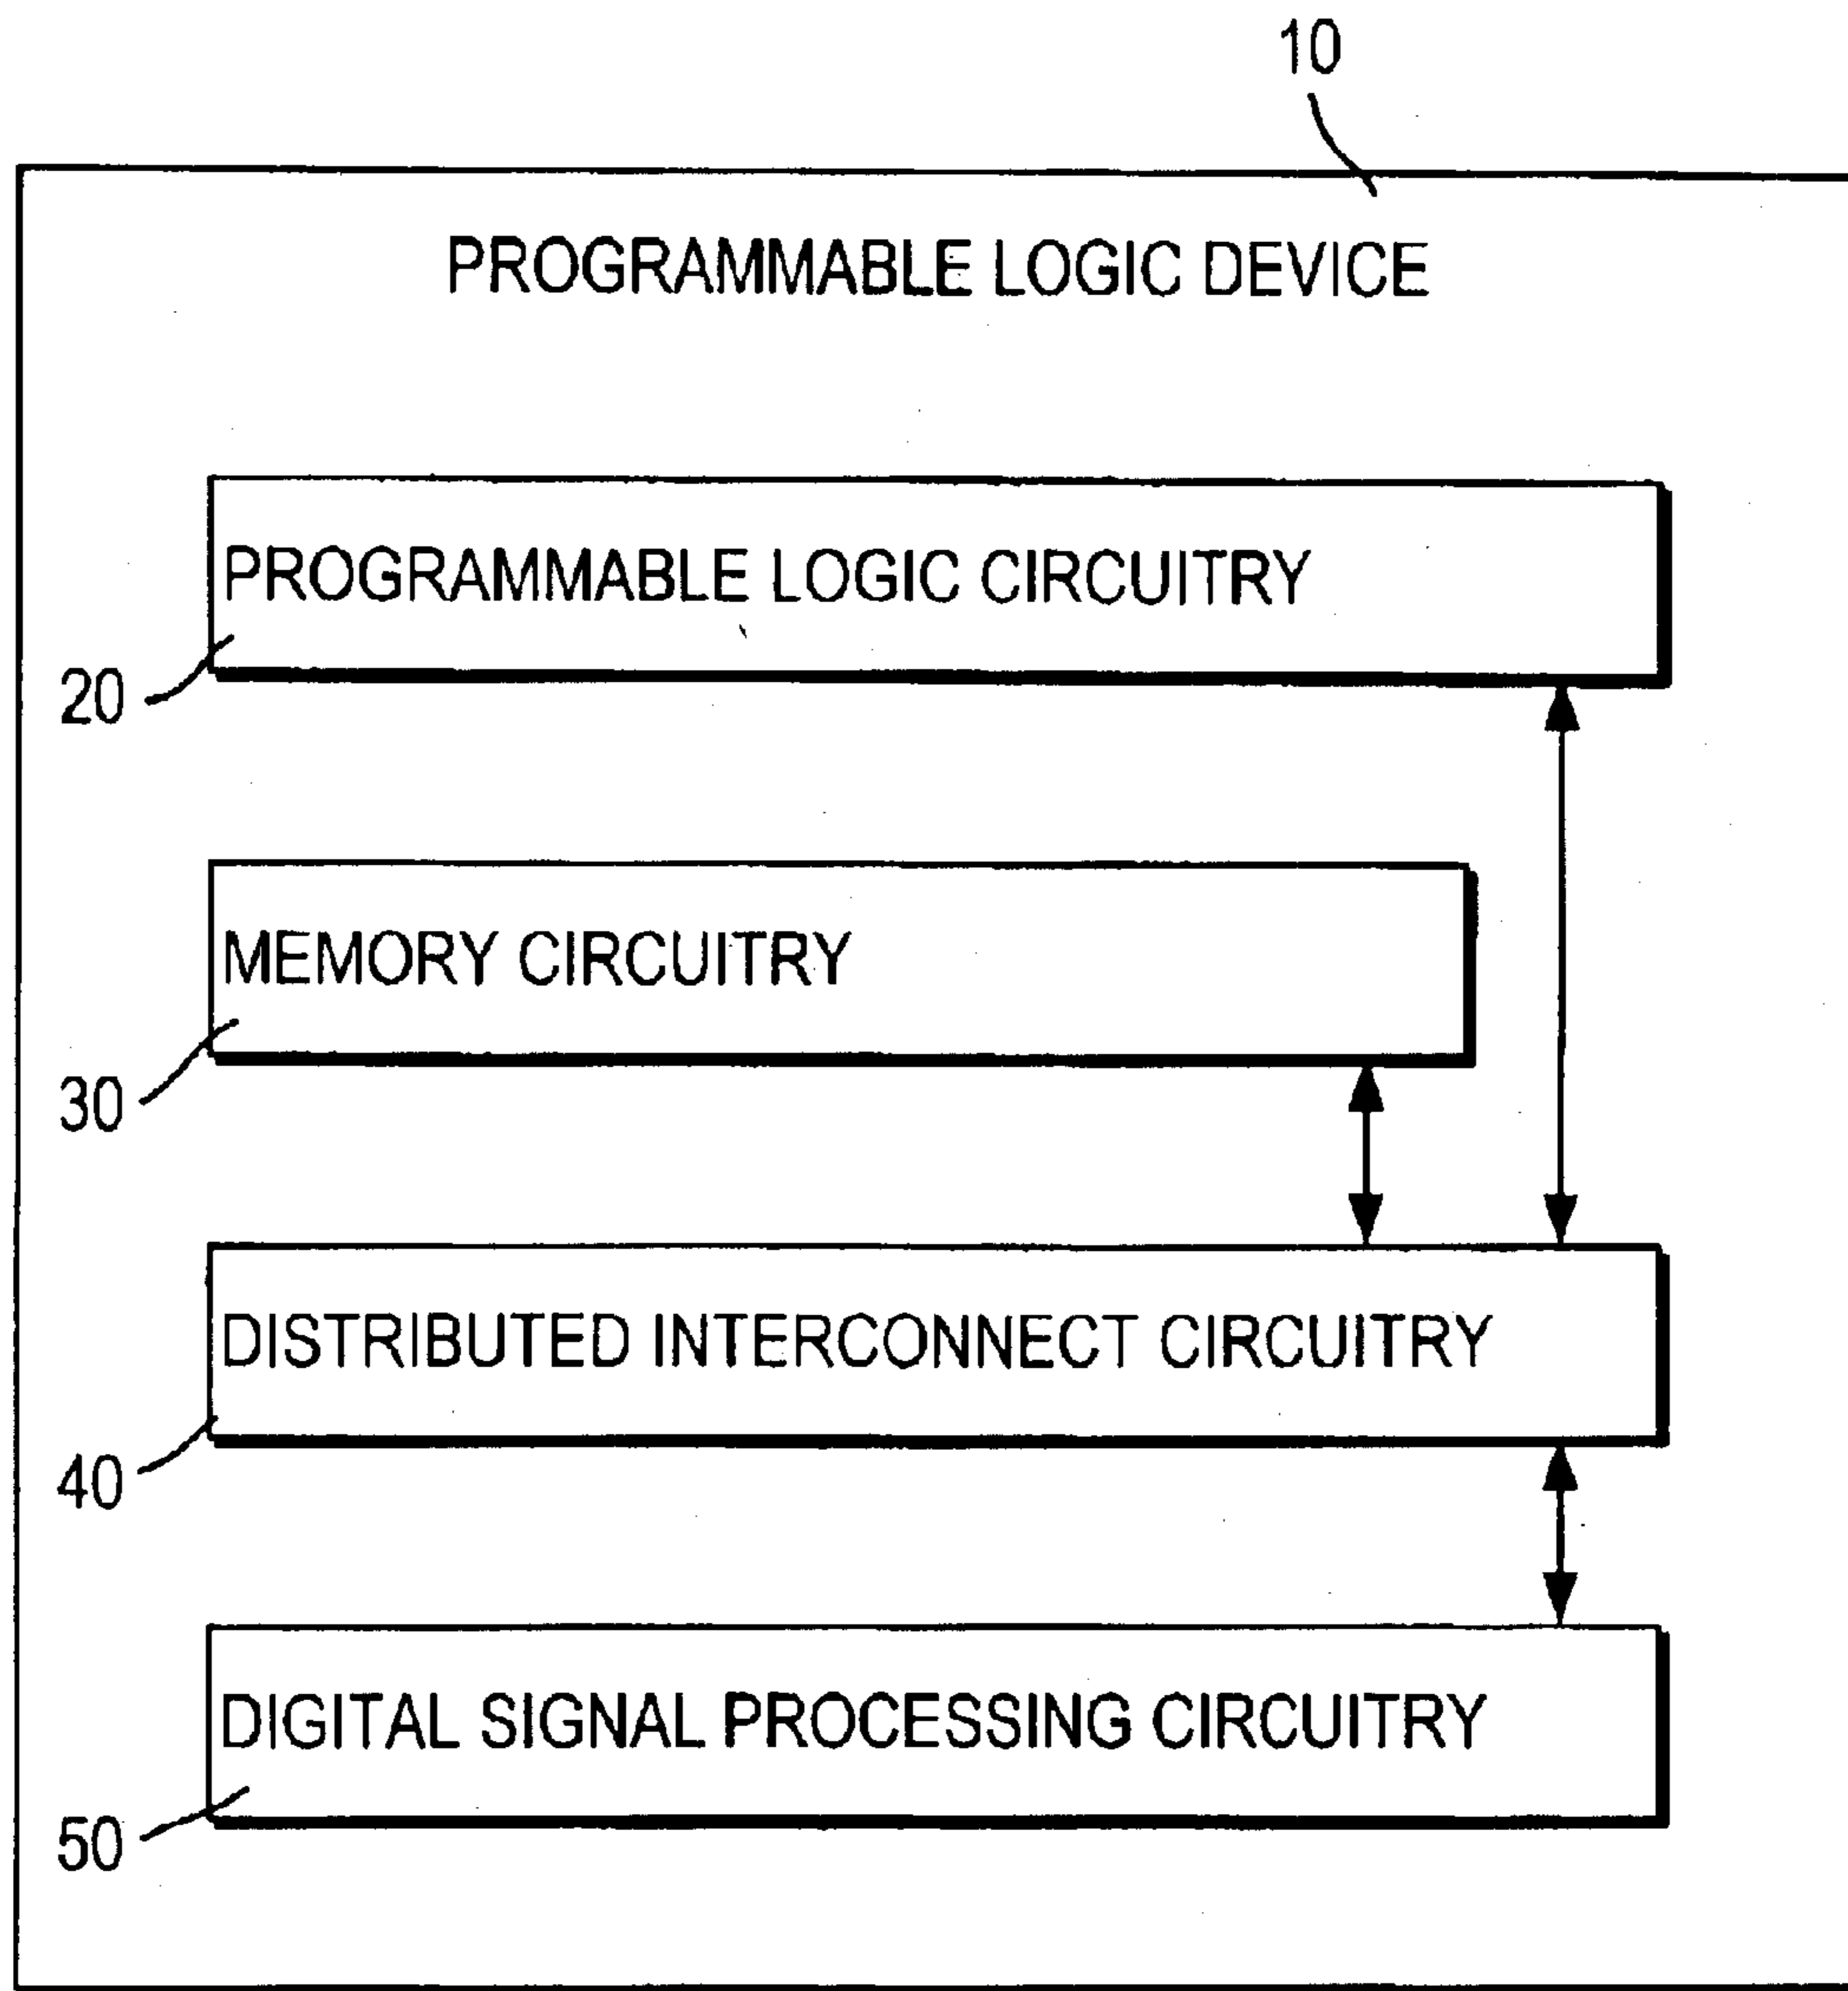 10
PROGRAMMABLE LOGIC DEVICE
PROGRAMMABLE LOGIC CIRCUITRY
20
MEMORY CIRCUITRY
30
DISTRIBUTED INTERCONNECT CIRCUITRY
40
DIGITAL SIGNAL PROCESSING CIRCUITRY
50